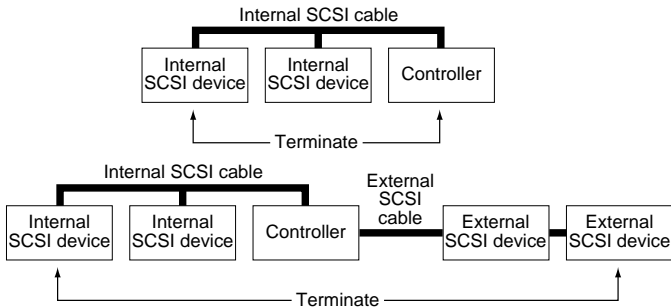 Internal SCSI cable
Internal
SCSI device
Internal
SCSI device
Controller
Terminate
Internal SCSI cable
External
SCSI
cable
Internal
SCSI device
Internal
SCSI device
Controller
External
SCSI device
External
SCSI device
Terminate